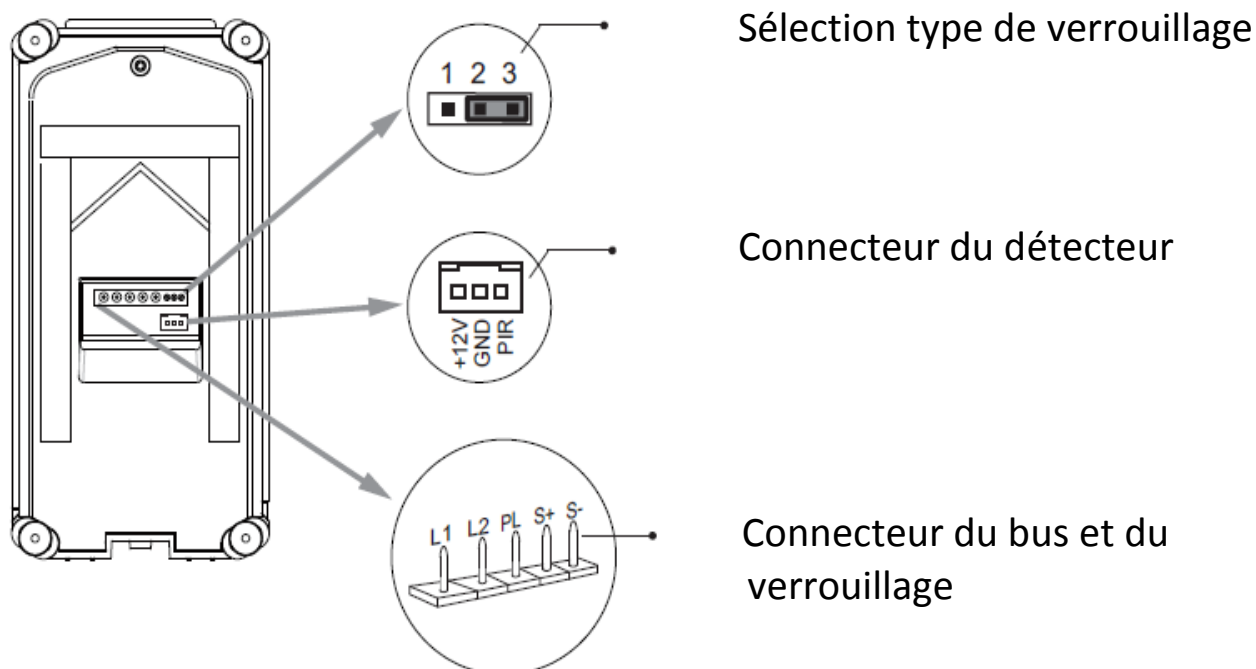 Sélection type de verrouillage
1 2 3
Connecteur du détecteur
+12V
GND
PIR
L1 L2 PL S+ S-
Connecteur du bus et du
verrouillage